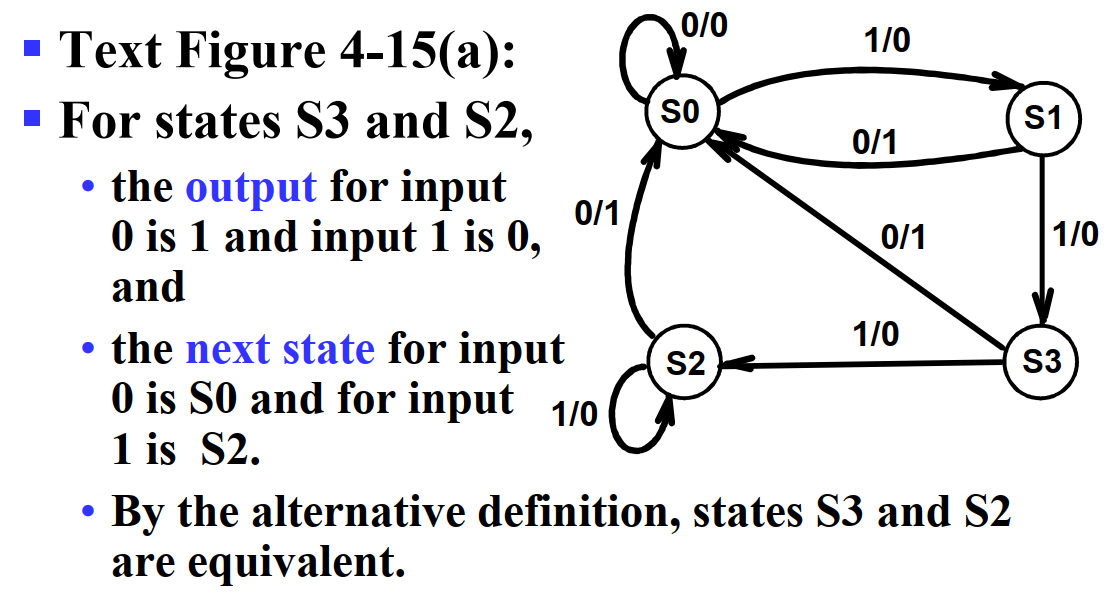 Text Figure 4-15(a):
For states S3 and S2,
the output for input
0 is 1 and input 1 is 0,
and
the next state for input
0 is S0 and for input
1 is S2.
By the alternative definition, states S3 and S2
are equivalent.
0/0
1/0
S0
S1
0/1
0/1
0/1
1/0
1/0
S2
S3
1/0